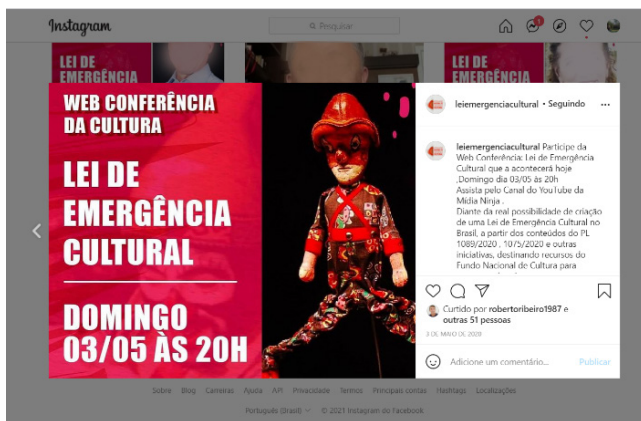 Instagram
Pesquisar
LEI DE
EMERGÊNCIA
LEI DE
EMERGÊNCIA
WEB CONFERÊNCIA
DA CULTURA
LEI DE
EMERGÊNCIA
CULTURAL
DOMINGO
03/05 ÀS 20H
leiemergenciacultural • Seguindo
leiemergenciacultural Participe da
Web Conferência: Lei de Emergência
Cultural que a acontecerá hoje
,Domingo dia 03/05 às 20h
Assista pelo Canal do YouTube da
Mídia Ninja .
Diante da real possibilidade de criação
de uma Lei de Emergência Cultural no
Brasil, a partir dos conteúdos do PL
1089/2020 , 1075/2020 e outras
iniciativas, destinando recursos do
Fundo Nacional de Cultura para
Curtido por robertoribeiro1987 e
outras 51 pessoas
3 DE MAIO DE 2020
Adicione um comentário... Publicar
Sobre Blog Carreiras Ajuda API Privacidade Termos Principais contas Hashtags Localizações
Português (Brasil) © 2021 Instagram do Facebook